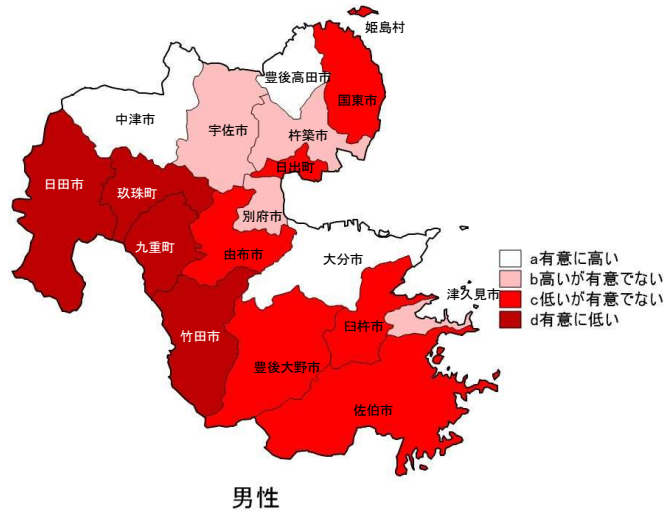 姫島村
豊後高田市
国東市
中津市
宇佐市
杵築市
日出町
日田市
玖珠町
別府市
九重町
由布市
大分市
a有意に高い
b高いが有意でない
c低いが有意でない
d有意に低い
津久見市
竹田市
臼杵市
豊後大野市
佐伯市
男性